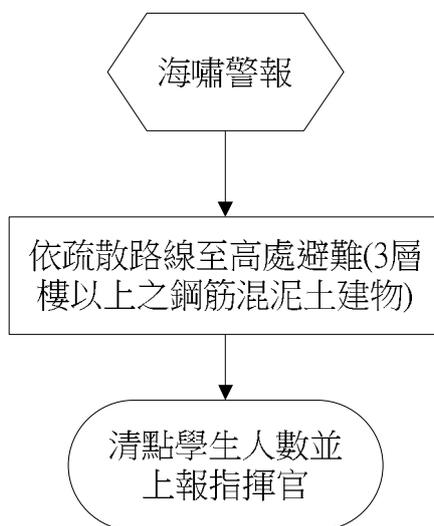 海嘯警報
依疏散路線至高處避難(3層
樓以上之鋼筋混泥土建物)
清點學生人數並
上報指揮官